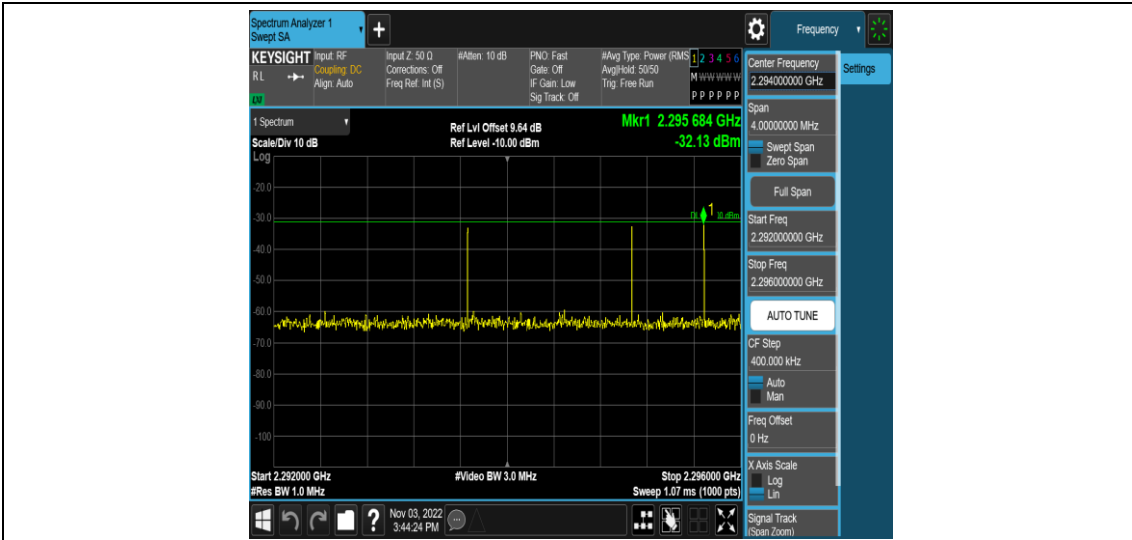 Spectrum Analyzer 1
Swept SA
+
Frequency
KEYSIGHT
RL
LXI
Input: RF
Coupling: DC
Align: Auto
Input Z: 50 Ω
Corrections: Off
Freq Ref: Int (S)
#Atten: 10 dB
PNO: Fast
Gate: Off
IF Gain: Low
Sig Track: Off
#Avg Type: Power (RMS
Avg|Hold: 50/50
Trig: Free Run
1 2 3 4 5 6
M W W W W W
P P P P P P
1 Spectrum
Scale/Div 10 dB
Log
Ref Lvl Offset 9.64 dB
Ref Level -10.00 dBm
Mkr1 2.295 684 GHz
-32.13 dBm
-20.0
-30.0
-40.0
-50.0
-60.0
-70.0
-80.0
-90.0
-100
1
Start 2.292000 GHz
#Res BW 1.0 MHz
#Video BW 3.0 MHz
Stop 2.296000 GHz
Sweep 1.07 ms (1000 pts)
Nov 03, 2022
3:44:24 PM
?
Center Frequency
2.294000000 GHz
Settings
Span
4.00000000 MHz
Swept Span
Zero Span
Full Span
Start Freq
2.292000000 GHz
Stop Freq
2.296000000 GHz
AUTO TUNE
CF Step
400.000 kHz
Auto
Man
Freq Offset
0 Hz
X Axis Scale
Log
Lin
Signal Track
(Span Zoom)